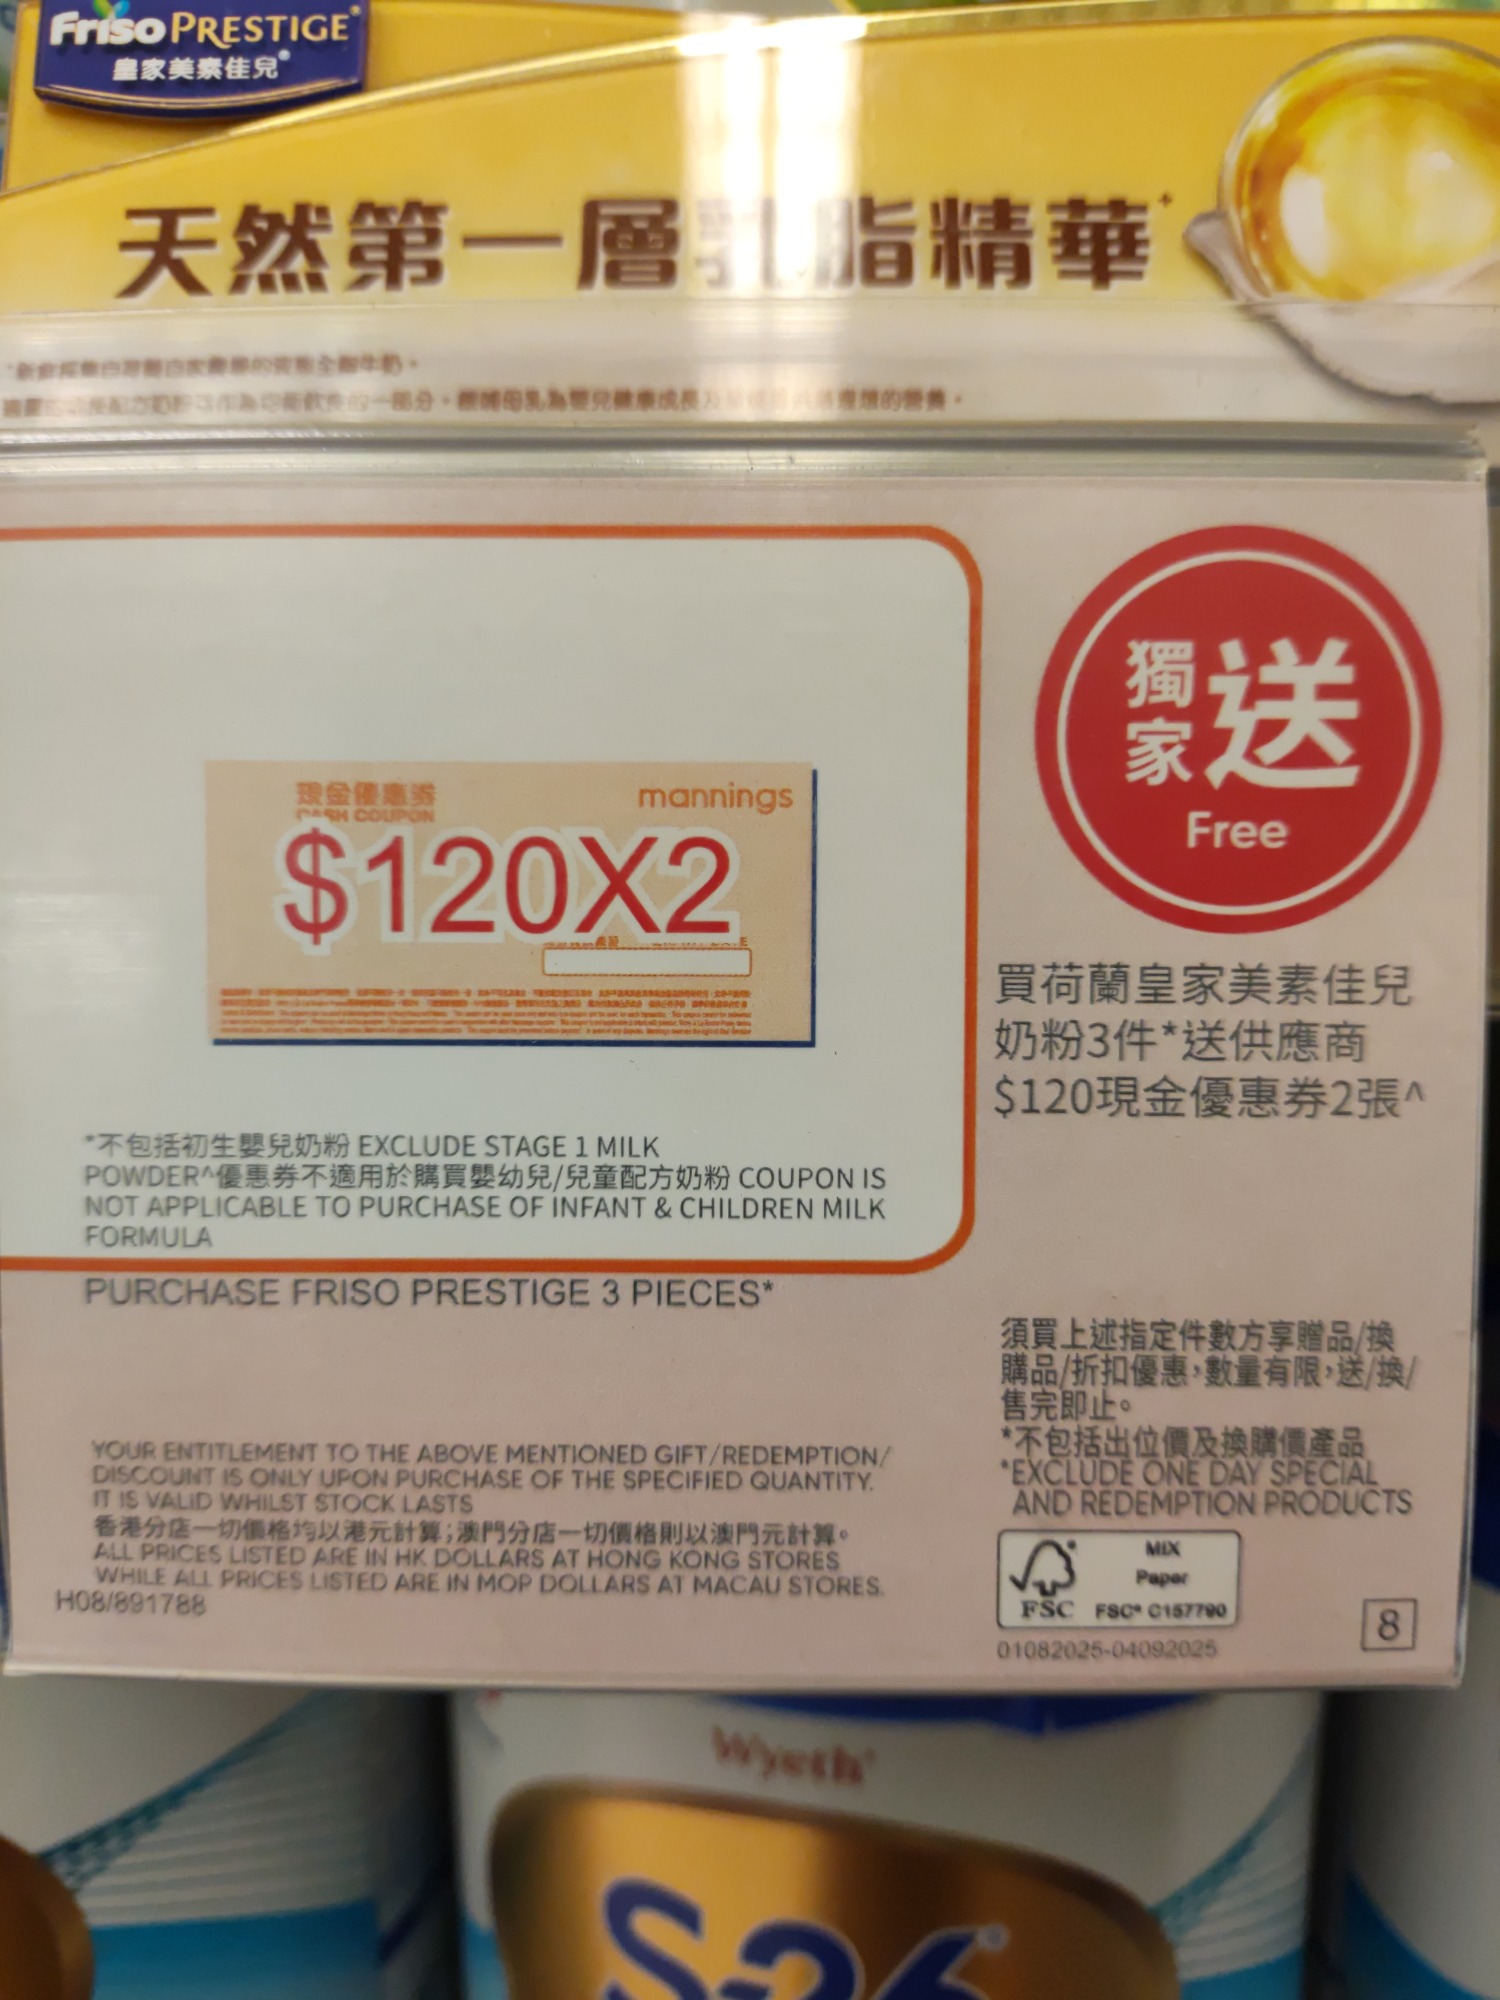 Friso PRESTIGE
皇家美素佳兒®
天然第一層乳脂精華+
獨家送
Free
現金優惠券
CASH COUPON
mannings
$120X2
買荷蘭皇家美素佳兒
奶粉3件*送供應商
$120現金優惠券2張^
*不包括初生嬰兒奶粉 EXCLUDE STAGE 1 MILK
POWDER^優惠券不適用於購買嬰幼兒/兒童配方奶粉 COUPON IS
NOT APPLICABLE TO PURCHASE OF INFANT & CHILDREN MILK
FORMULA
PURCHASE FRISO PRESTIGE 3 PIECES*
須買上述指定件數方享贈品/換
購品/折扣優惠,數量有限,送/換/
售完即止。
*不包括出位價及換購價產品
*EXCLUDE ONE DAY SPECIAL
AND REDEMPTION PRODUCTS
YOUR ENTITLEMENT TO THE ABOVE MENTIONED GIFT/REDEMPTION/
DISCOUNT IS ONLY UPON PURCHASE OF THE SPECIFIED QUANTITY.
IT IS VALID WHILST STOCK LASTS
香港分店一切價格均以港元計算;澳門分店一切價格則以澳門元計算。
ALL PRICES LISTED ARE IN HK DOLLARS AT HONG KONG STORES
WHILE ALL PRICES LISTED ARE IN MOP DOLLARS AT MACAU STORES.
H08/891788
MIX
Paper
FSC FSC® C157790
01082025-04092025
8
Wyeth®
S-26®